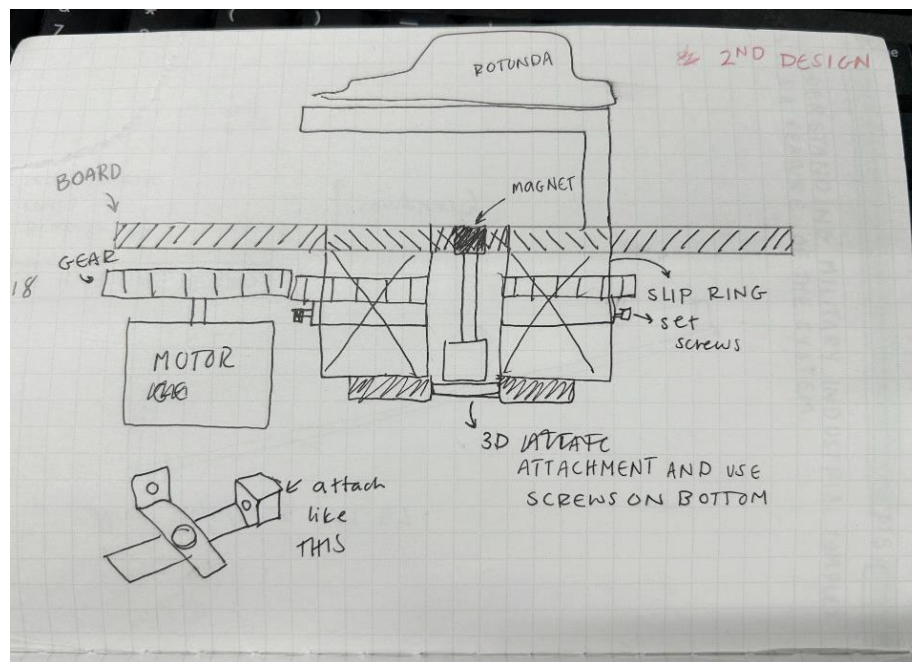 2ND DESIGN
ROTUNDA
MAGNET
BOARD
GEAR
18
SLIP RING
set
screws
MOTOR
3D
ATTACHMENT AND USE
SCREWS ON BOTTOM
attach
like
THIS